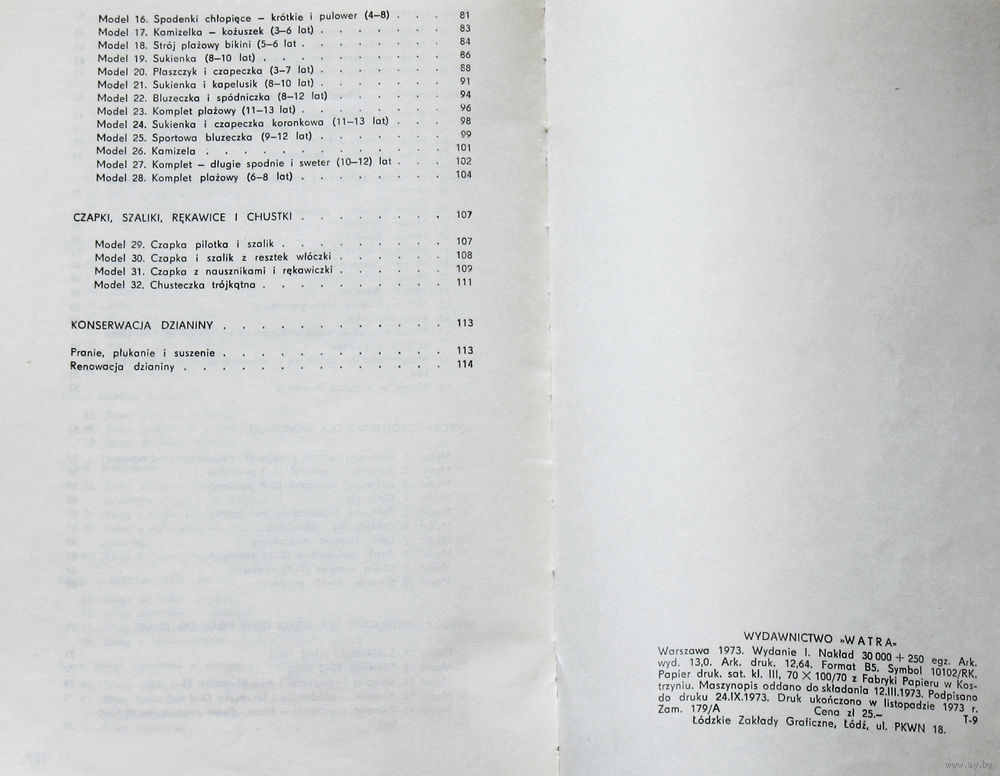 Model 16. Spodenki chłopięce – krótkie i pulower (4–8) . . . 81
Model 17. Kamizelka – kożuszek (3–6 lat) . . . . . . . 83
Model 18. Strój plażowy bikini (5–6 lat . . . . . . . . 84
Model 19. Sukienka (8–10 lat) . . . . . . . . . . 86
Model 20. Płaszczyk i czapeczka (3–7 lat) . . . . . . . 88
Model 21. Sukienka i kapelusik (8–10 lat) . . . . . . . 91
Model 22. Bluzeczka i spódniczka (8–12 lat) . . . . . . 94
Model 23. Komplet plażowy (11–13 lat) . . . . . . . . 96
Model 24. Sukienka i czapeczka koronkowa (11–13 lat) . . . 98
Model 25. Sportowa bluzeczka (9–12 lat) . . . . . . . 99
Model 26. Kamizela . . . . . . . . . . . . 101
Model 27. Komplet – długie spodnie i sweter (10–12) lat . . . 102
Model 28. Komplet plażowy (6–8 lat) . . . . . . . . 104
CZAPKI, SZALIKI, RĘKAWICE I CHUSTKI . . . . . . . . 107
Model 29. Czapka pilotka i szalik . . . . . . . . . 107
Model 30. Czapka i szalik z resztek włóczki . . . . . . 108
Model 31. Czapka z nausznikami i rękawiczki . . . . . . 109
Model 32. Chusteczka trójkątna . . . . . . . . . . 111
KONSERWACJA DZIANINY . . . . . . . . . . . . 113
Pranie, płukanie i suszenie . . . . . . . . . . . . 113
Renowacja dzianiny . . . . . . . . . . . . . . 114
WYDAWNICTWO „WATRA„
Warszawa 1973. Wydanie I. Nakład 30 000 + 250 egz. Ark.
wyd. 13,0. Ark. druk. 12,64. Format B5. Symbol 10102/RK.
Papier druk. sat. kl. III, 70 × 100/70 z Fabryki Papieru w Kos-
trzyniu. Maszynopis oddano do składania 12.III.1973. Podpisano
do druku 24.IX.1973. Druk ukończono w listopadzie 1973 r.
Zam. 179/A Cena zł 25.– T-9
Łódzkie Zakłady Graficzne, Łódź, ul. PKWN 18.
www.ay.by